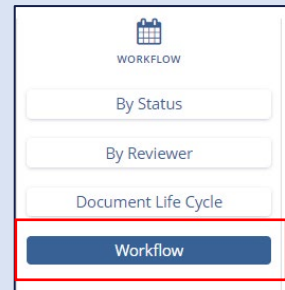 WORKFLOW
By Status
By Reviewer
Document Life Cycle
Workflow